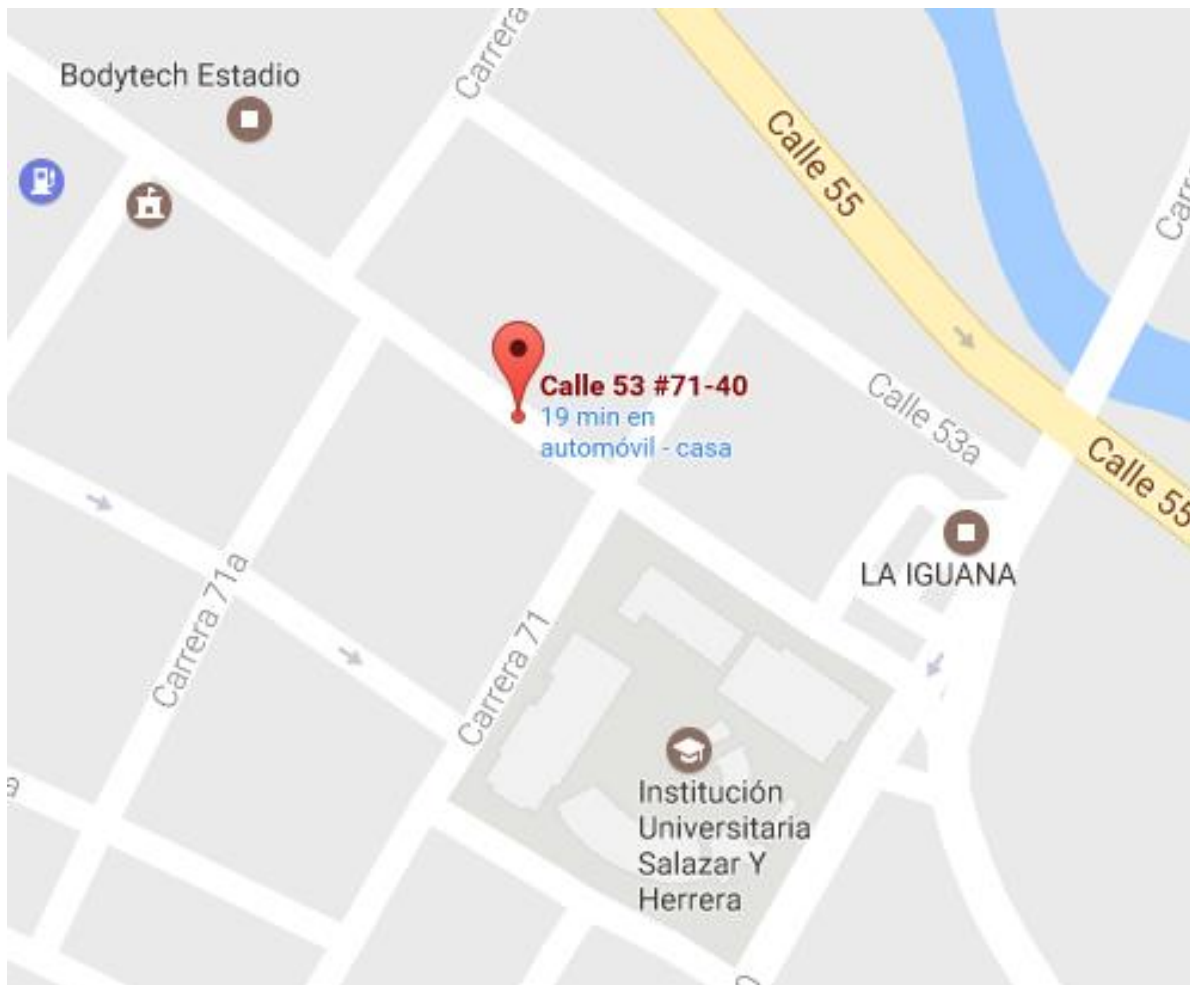 Bodytech Estadio
Carrera
Calle 55
Calle 53 #71-40
19 min en
automóvil - casa
Calle 53a
Calle 55
LA IGUANA
Carrera 71a
Carrera 71
Institución
Universitaria
Salazar Y
Herrera